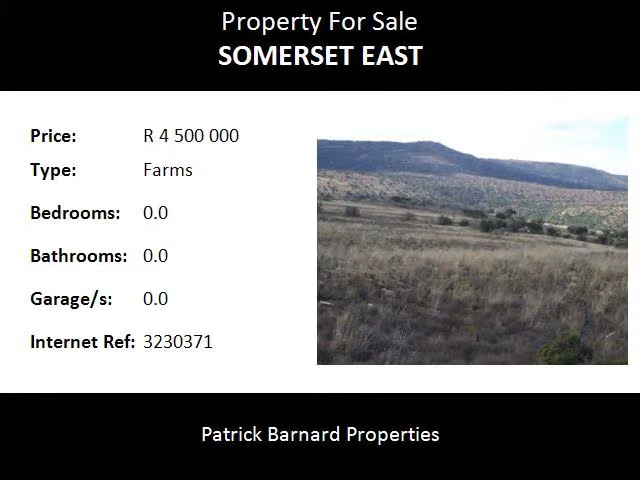 Property For Sale
SOMERSET EAST
Price: R 4 500 000
Type: Farms
Bedrooms: 0.0
Bathrooms: 0.0
Garage/s: 0.0
Internet Ref: 3230371
Patrick Barnard Properties